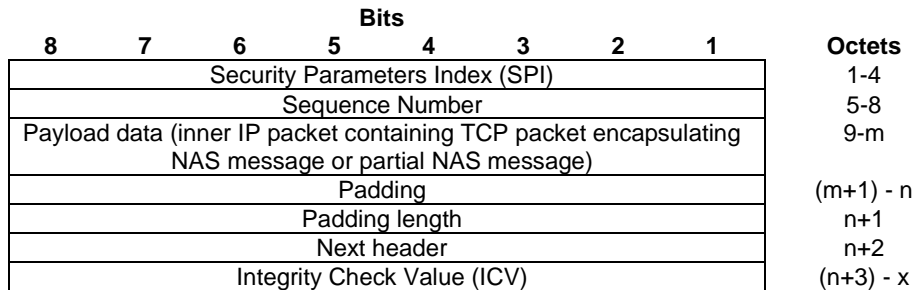 Bits
8 7 6 5 4 3 2 1 Octets
Security Parameters Index (SPI) 1-4
Sequence Number 5-8
Payload data (inner IP packet containing TCP packet encapsulating 9-m
NAS message or partial NAS message)
Padding (m+1) - n
Padding length n+1
Next header n+2
Integrity Check Value (ICV) (n+3) - x